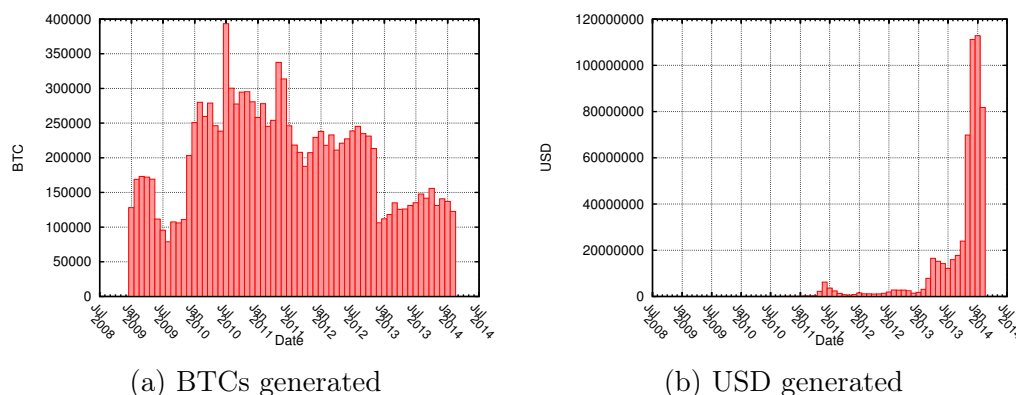 400000
350000
300000
250000
200000
150000
100000
50000
0
BTC
Jul 2008
Jan 2009
Jul 2009
Jan 2010
Jul 2010
Jan 2011
Jul 2011
Jan 2012
Jul 2012
Jan 2013
Jul 2013
Jan 2014
Jul 2014
Date
(a) BTCs generated
120000000
100000000
80000000
60000000
40000000
20000000
0
USD
Jul 2008
Jan 2009
Jul 2009
Jan 2010
Jul 2010
Jan 2011
Jul 2011
Jan 2012
Jul 2012
Jan 2013
Jul 2013
Jan 2014
Jul 2014
Date
(b) USD generated